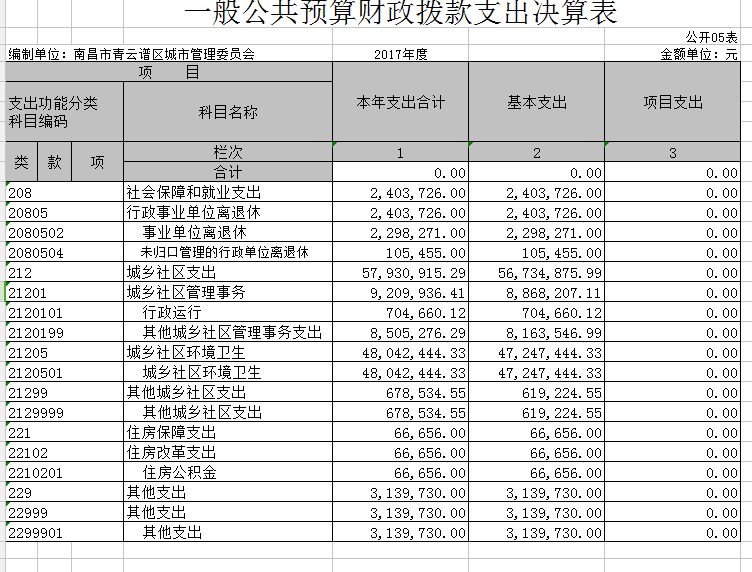 一般公共预算财政拨款支出决算表
公开05表
编制单位：南昌市青云谱区城市管理委员会 2017年度 金额单位：元
项 目 本年支出合计 基本支出 项目支出
支出功能分类科目编码 科目名称
类 款 项 栏次 1 2 3
合计 0.00 0.00 0.00
208 社会保障和就业支出 2,403,726.00 2,403,726.00 0.00
20805 行政事业单位离退休 2,403,726.00 2,403,726.00 0.00
2080502 事业单位离退休 2,298,271.00 2,298,271.00 0.00
2080504 未归口管理的行政单位离退休 105,455.00 105,455.00 0.00
212 城乡社区支出 57,930,915.29 56,734,875.99 0.00
21201 城乡社区管理事务 9,209,936.41 8,868,207.11 0.00
2120101 行政运行 704,660.12 704,660.12 0.00
2120199 其他城乡社区管理事务支出 8,505,276.29 8,163,546.99 0.00
21205 城乡社区环境卫生 48,042,444.33 47,247,444.33 0.00
2120501 城乡社区环境卫生 48,042,444.33 47,247,444.33 0.00
21299 其他城乡社区支出 678,534.55 619,224.55 0.00
2129999 其他城乡社区支出 678,534.55 619,224.55 0.00
221 住房保障支出 66,656.00 66,656.00 0.00
22102 住房改革支出 66,656.00 66,656.00 0.00
2210201 住房公积金 66,656.00 66,656.00 0.00
229 其他支出 3,139,730.00 3,139,730.00 0.00
22999 其他支出 3,139,730.00 3,139,730.00 0.00
2299901 其他支出 3,139,730.00 3,139,730.00 0.00